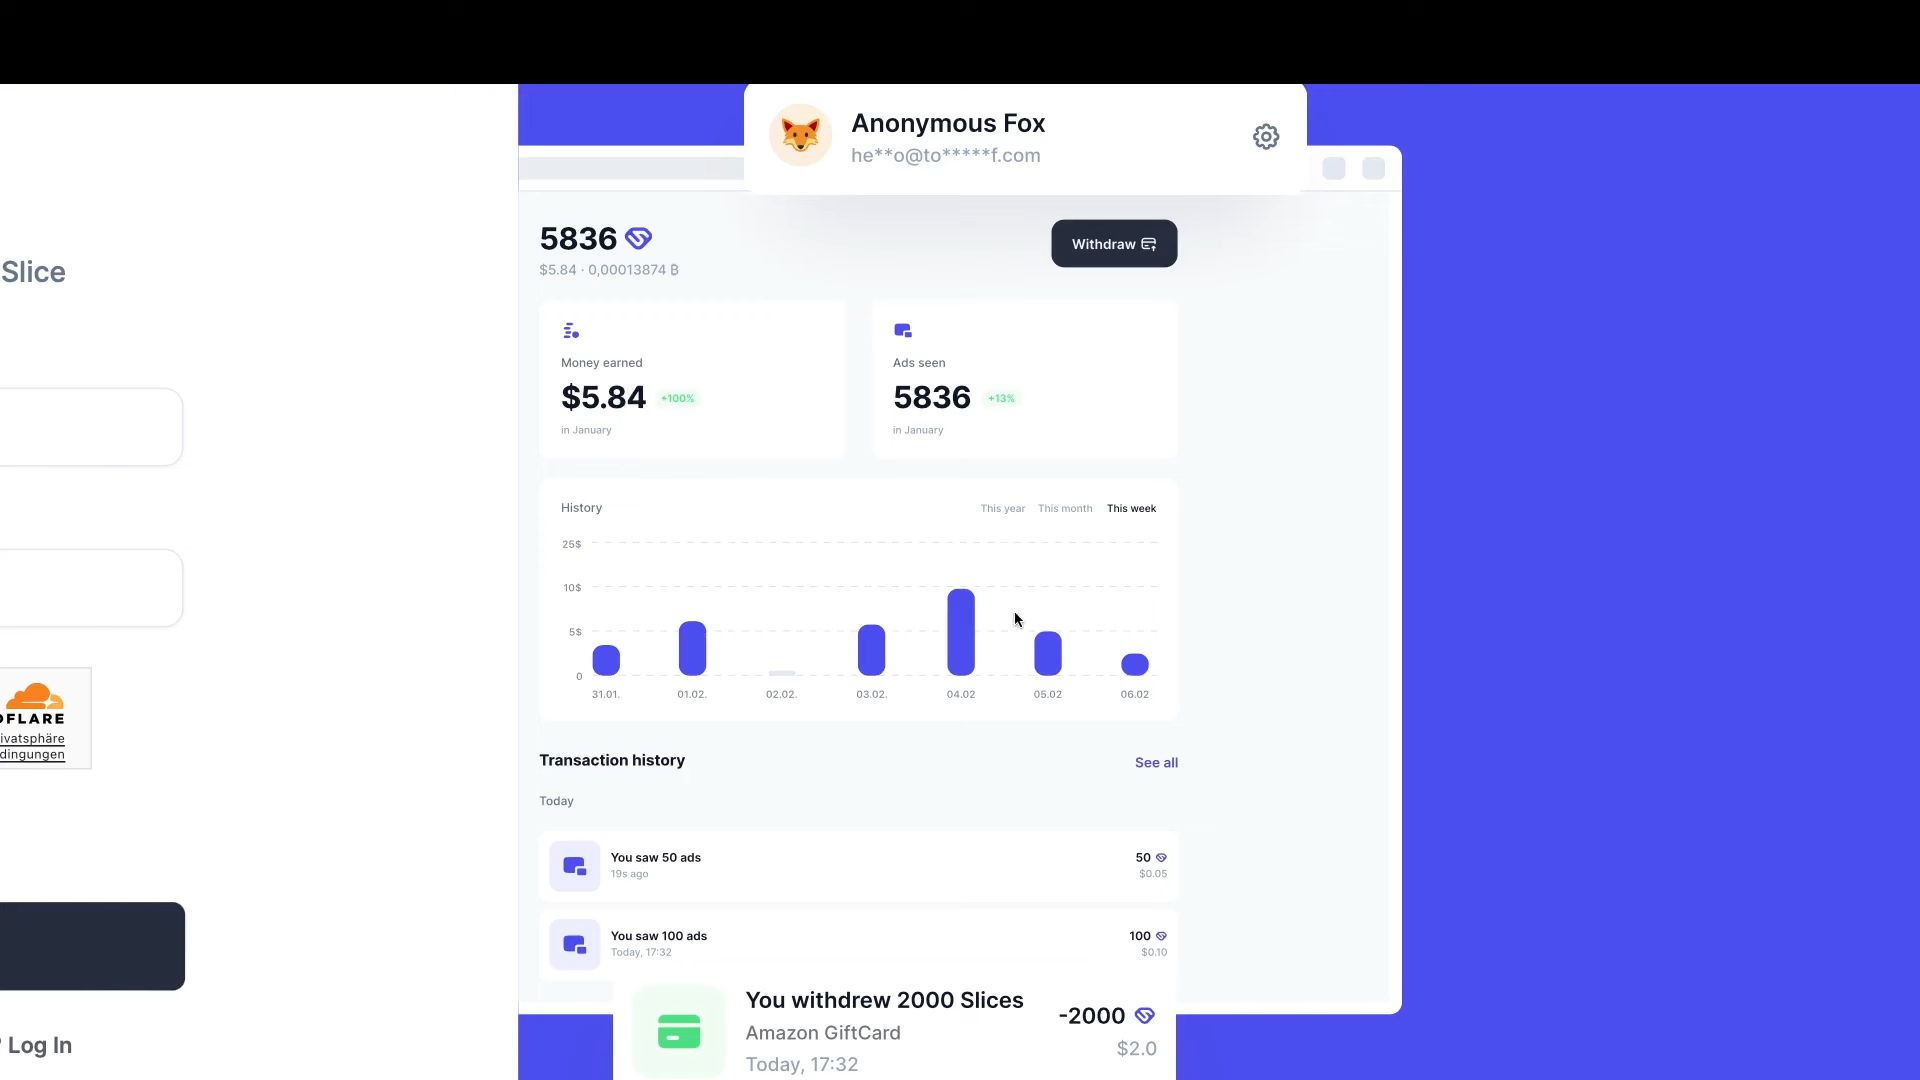 Slice
DFLARE
ivatsphäre
dingungen
? Log In
Anonymous Fox
he**o@to*****f.com
5836
$5.84 · 0,00013874 ₿
Withdraw
Money earned
$5.84 +100%
in January
Ads seen
5836 +13%
in January
History
This year This month This week
25$
10$
5$
0
31.01. 01.02. 02.02. 03.02. 04.02 05.02 06.02
Transaction history
See all
Today
You saw 50 ads
50
19s ago
$0.05
You saw 100 ads
100
Today, 17:32
$0.10
You withdrew 2000 Slices
-2000
Amazon GiftCard
$2.0
Today, 17:32